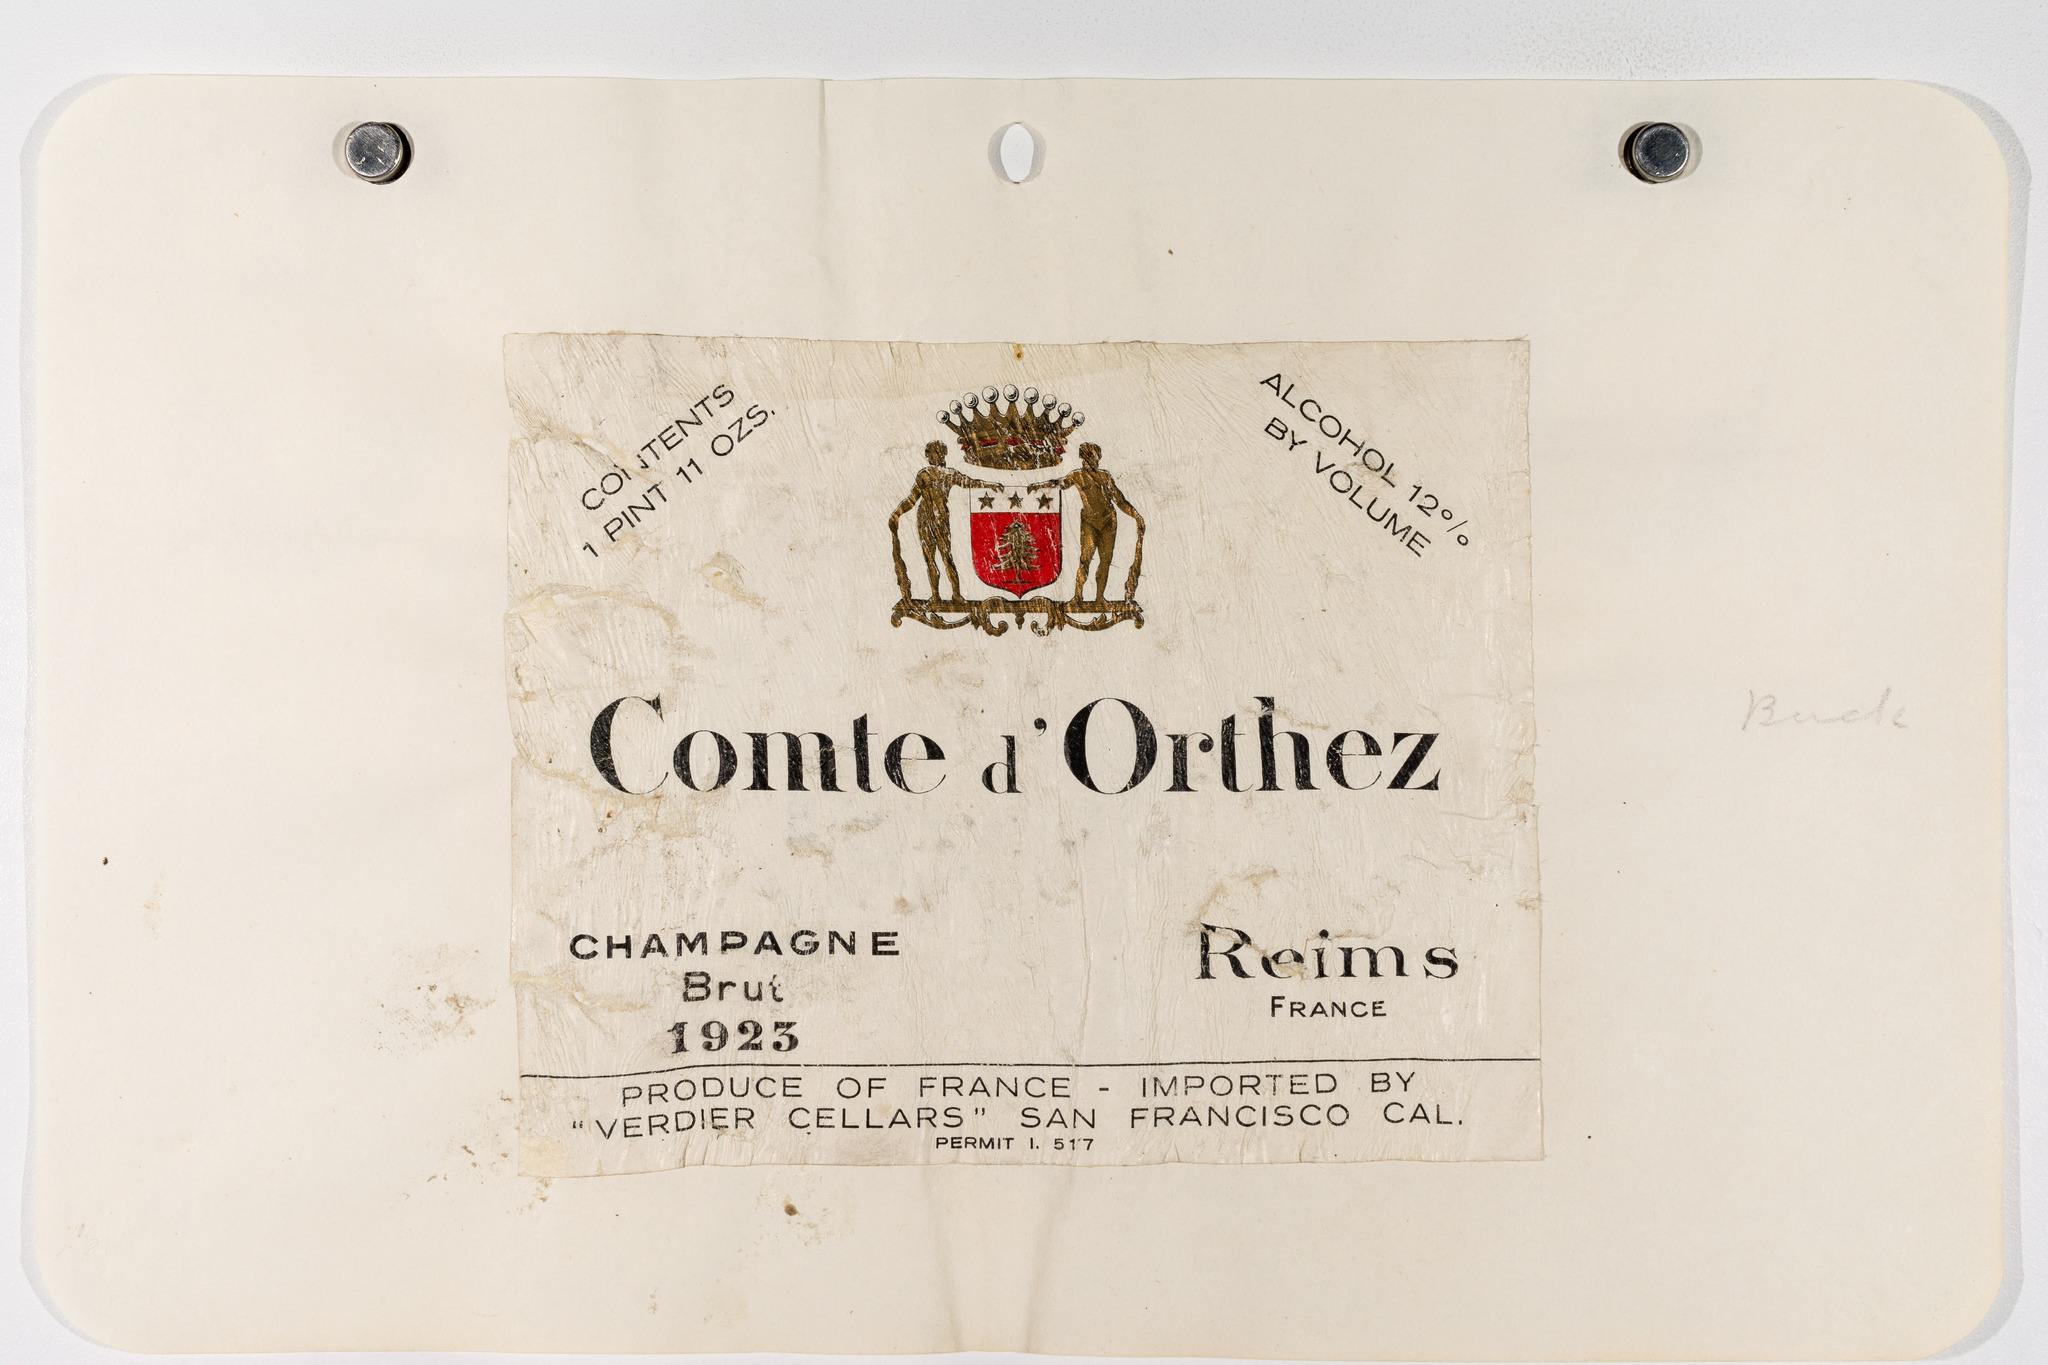 CONTENTS
1 PINT 11 OZS.
ALCOHOL 12%
BY VOLUME
Comte d'Orthez
CHAMPAGNE
Brut
1923
Reims
FRANCE
PRODUCE OF FRANCE - IMPORTED BY
"VERDIER CELLARS" SAN FRANCISCO CAL.
PERMIT I. 517